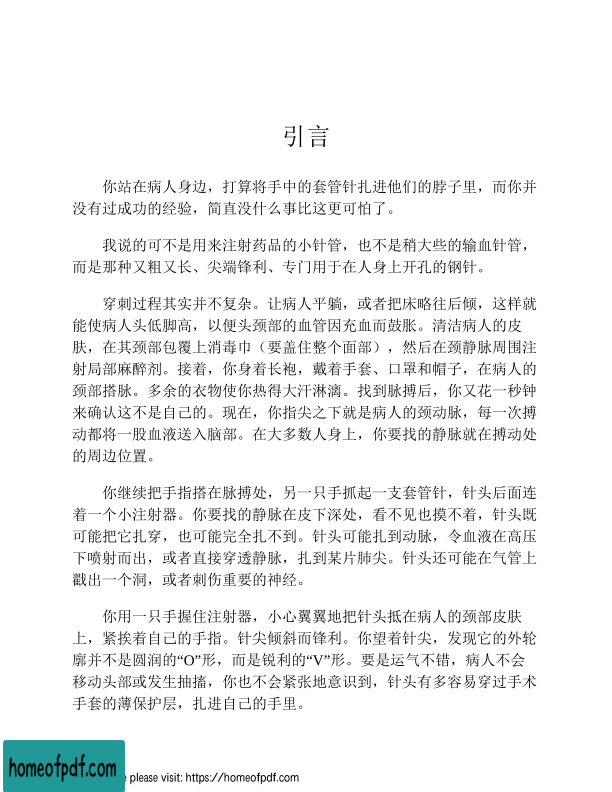 引言
你站在病人身边，打算将手中的套管针扎进他们的脖子里，而你并
没有过成功的经验，简直没什么事比这更可怕了。
我说的可不是用来注射药品的小针管，也不是稍大些的输血针管，
而是那种又粗又长、尖端锋利、专门用于在人身上开孔的钢针。
穿刺过程其实并不复杂。让病人平躺，或者把床略往后倾，这样就
能使病人头低脚高，以便头颈部的血管因充血而鼓胀。清洁病人的皮
肤，在其颈部包覆上消毒巾（要盖住整个面部），然后在颈静脉周围注
射局部麻醉剂。接着，你身着长袍，戴着手套、口罩和帽子，在病人的
颈部搭脉。多余的衣物使你热得大汗淋漓。找到脉搏后，你又花一秒钟
来确认这不是自己的。现在，你指尖之下就是病人的颈动脉，每一次搏
动都将一股血液送入脑部。在大多数人身上，你要找的静脉就在搏动处
的周边位置。
你继续把手指搭在脉搏处，另一只手抓起一支套管针，针头后面连
着一个小注射器。你要找的静脉在皮下深处，看不见也摸不着，针头既
可能把它扎穿，也可能完全扎不到。针头可能扎到动脉，令血液在高压
下喷射而出，或者直接穿透静脉，扎到某片肺尖。针头还可能在气管上
戳出一个洞，或者刺伤重要的神经。
你用一只手握住注射器，小心翼翼地把针头抵在病人的颈部皮肤
上，紧挨着自己的手指。针尖倾斜而锋利。你望着针尖，发现它的外轮
廓并不是圆润的“O”形，而是锐利的“V”形。要是运气不错，病人不会
移动头部或发生抽搐，你也不会紧张地意识到，针头有多容易穿过手术
手套的薄保护层，扎进自己的手里。
homeofpdf.com
e please visit: https://homeofpdf.com